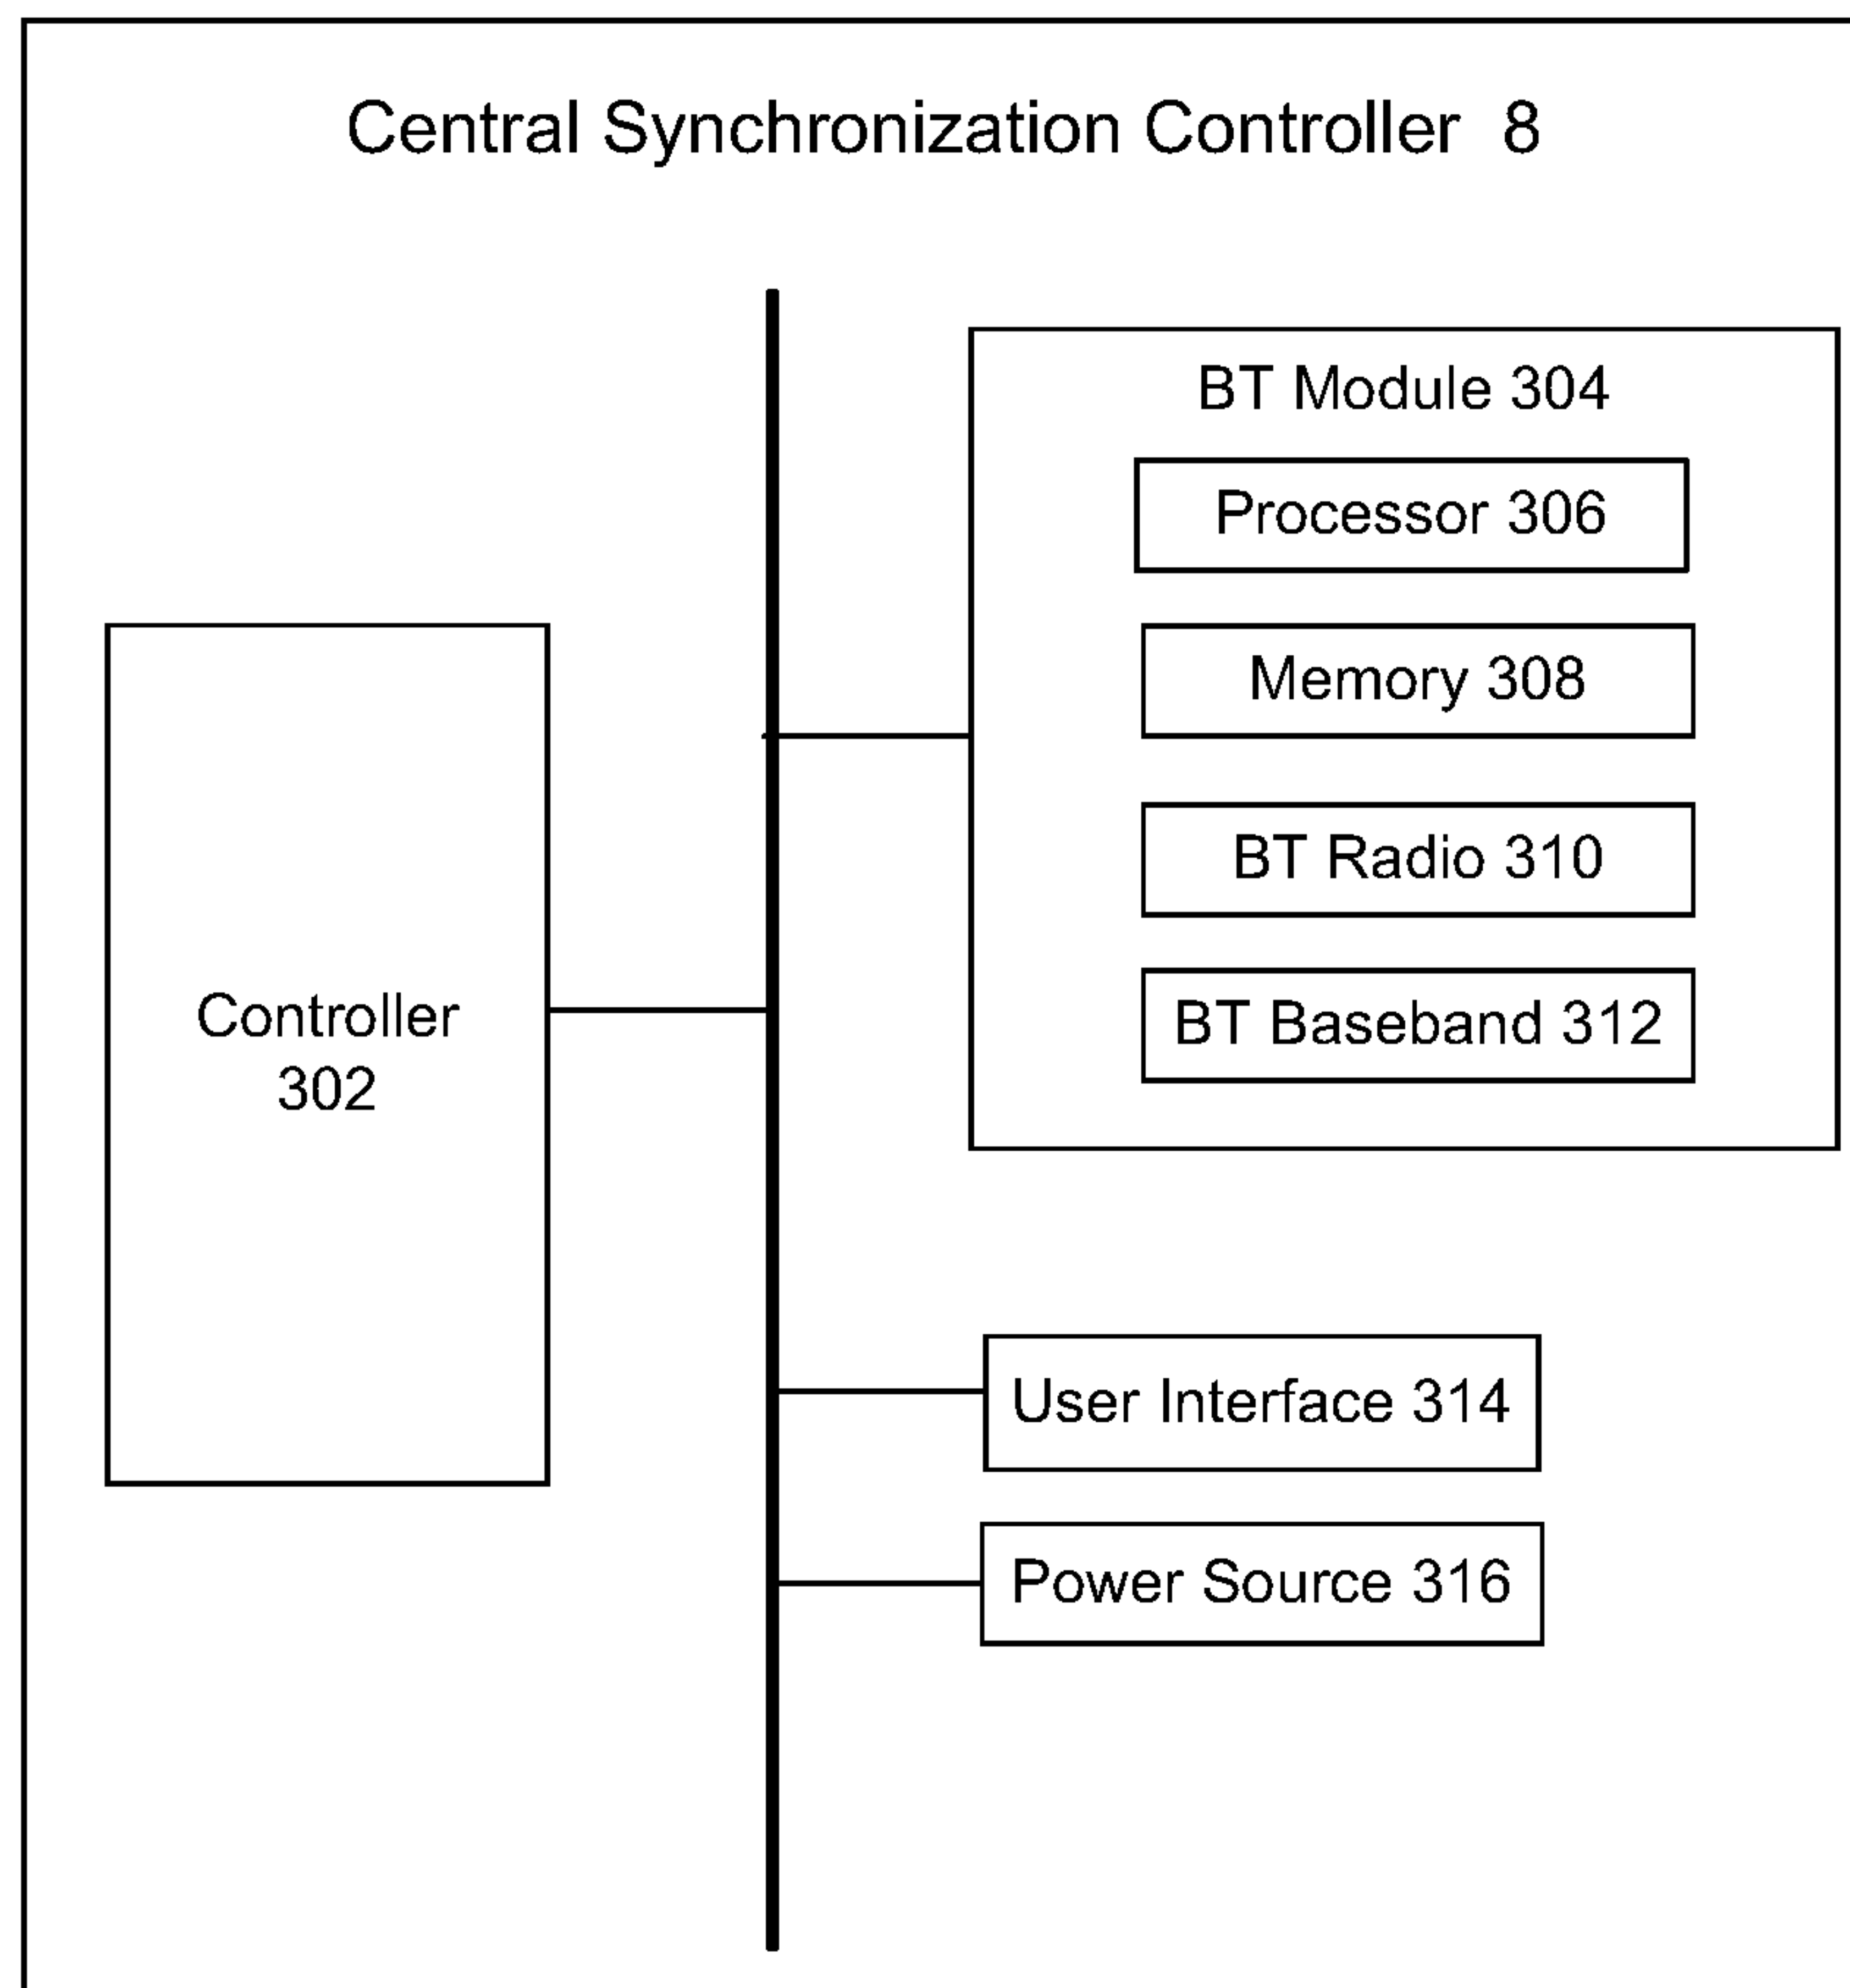 Central Synchronization Controller 8
BT Module 304
Processor 306
Memory 308
BT Radio 310
BT Baseband 312
Controller
302
User Interface 314
Power Source 316